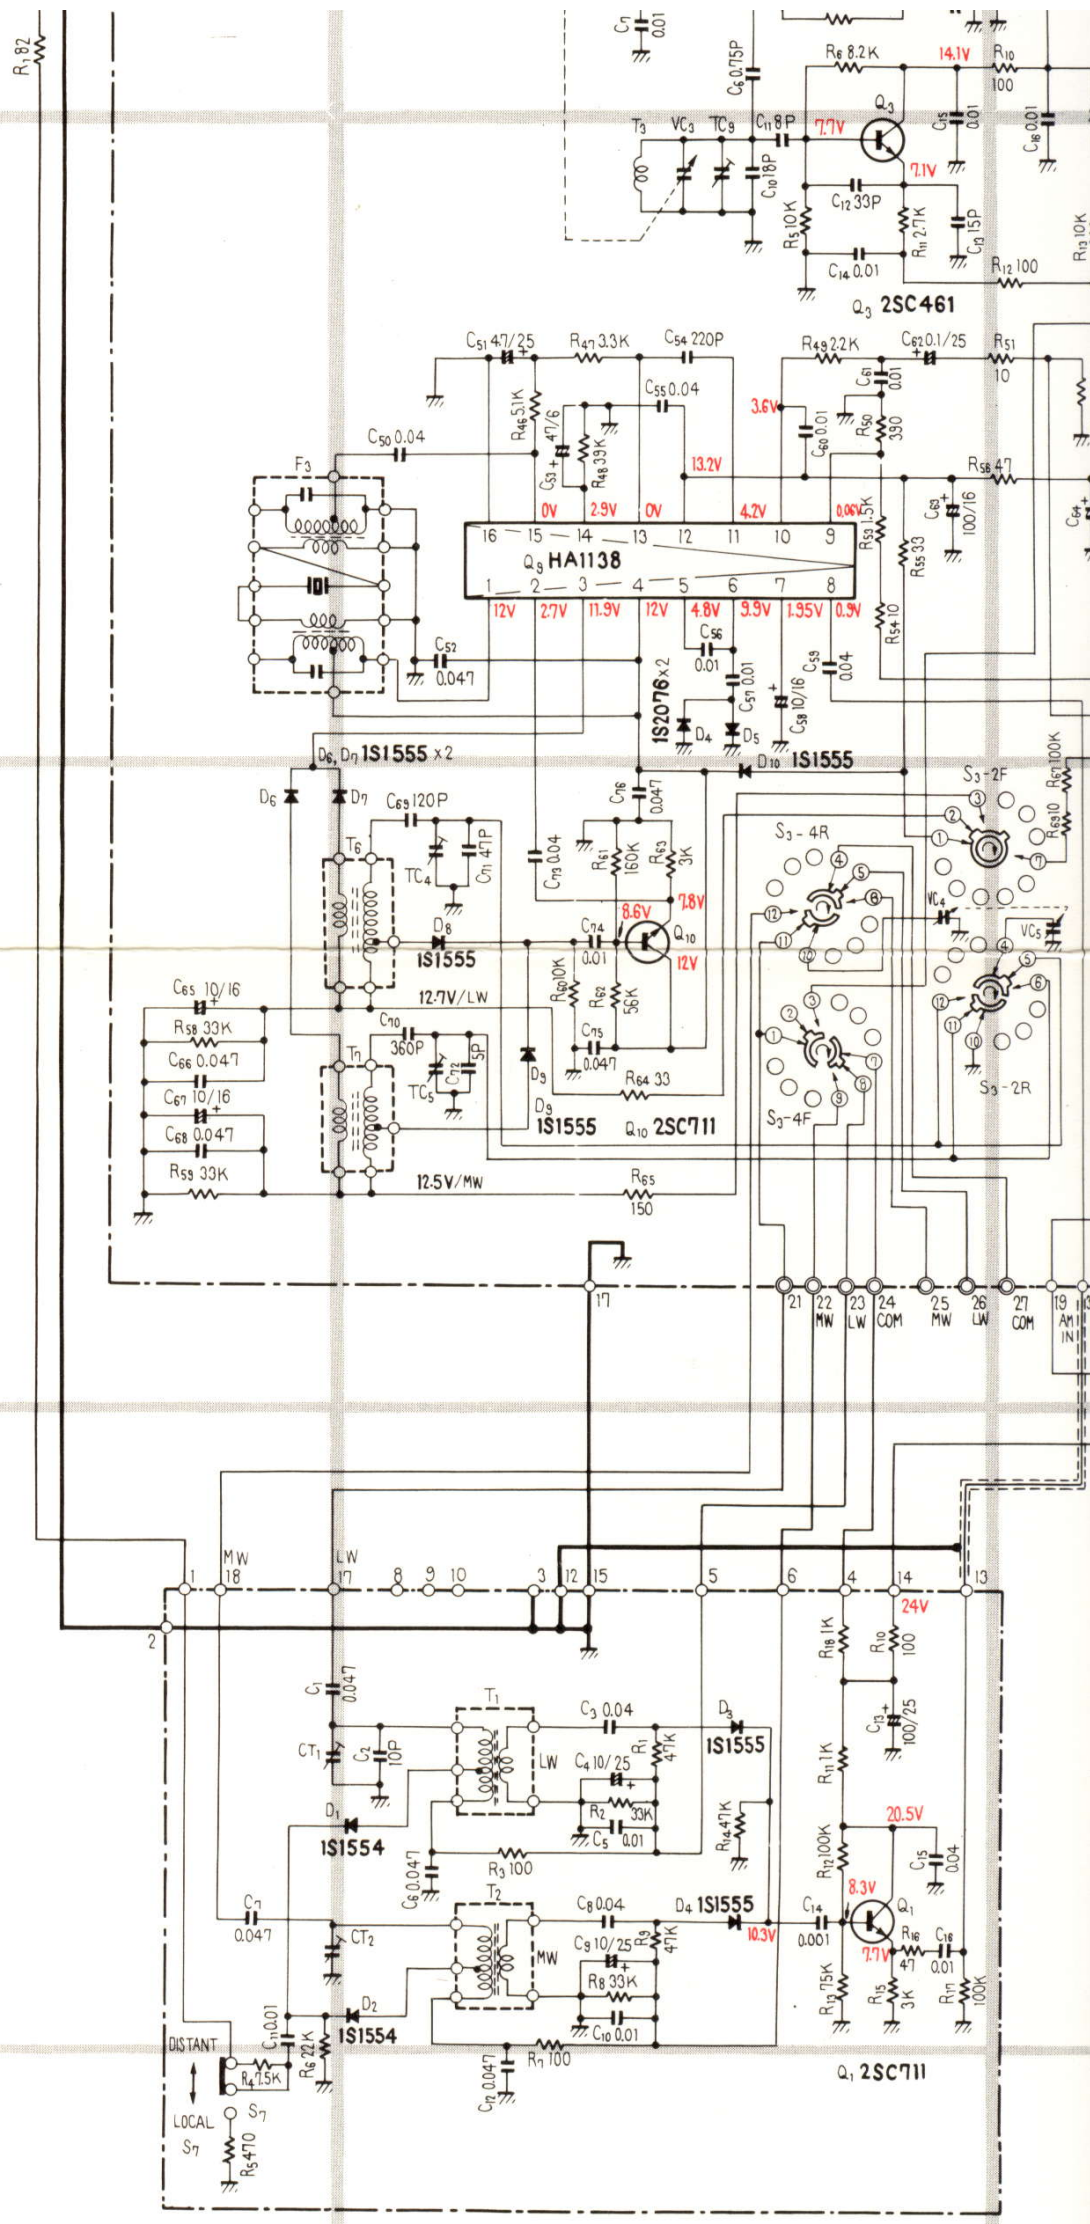 R1 82
C7 0.01
C6 0.75P
R6 8.2K
14.1V
R10 100
Q3
C15 0.01
C16 0.01
T3
VC3
TC9
C11 8P
7.7V
C10 18P
7.1V
C12 33P
R5 10K
R11 2.7K
C13 15P
C14 0.01
R12 100
R13 10K
Q3 2SC461
C51 4.7/25
R47 3.3K
C54 220P
R49 2.2K
C62 0.1/25
R51 10
C61 0.01
C55 0.04
R46 5.1K
3.6V
C60 0.01
R50 390
C50 0.04
C53 47/6
R48 39K
13.2V
R56 47
F3
0V 2.9V 0V 4.2V 0.06V
R53 1.5K
C63 100/16
C64
16 15 14 13 12 11 10 9
Q9 HA1138
R55 33
1 2 3 4 5 6 7 8
12V 2.7V 11.9V 12V 4.8V 9.9V 1.95V 0.9V
R54 10
C52 0.047
C56 0.01
C57 0.01
C59 0.04
C58 10/16
1S2076x2
D4
D5
D6, D7 1S1555 x2
D10 1S1555
D6
D7
C69 120P
C76 0.047
S3-2F
R67 100K
R69 10
S3-4R
T6
TC4
C71 47P
C73 0.04
R61 160K
R63 3K
7.8V
VC4
VC5
D8
1S1555
C74 0.01
8.6V
Q10
12V
R60 10K
R62 56K
C65 10/16
12.7V/LW
R58 33K
C70 360P
C66 0.047
C75 0.047
TC5
C72 5P
D9
T7
R64 33
C67 10/16
D9
1S1555
Q10 2SC711
S3-4F
S3-2R
C68 0.047
R59 33K
12.5V/MW
R65 150
1 2 3 4 5 6 7 8 9 10 11 12
17
21
22 MW
23 LW
24 COM
25 MW
26 LW
27 COM
19 AM IN
MW
LW
1 18 17 8 9 10 3 12 15 5 6 4 14 13
24V
2
R18 1K
R10 100
C1 0.047
T1
C3 0.04
D3
1S1555
C13 100/25
CT1
C2 10P
LW
R1 47K
C4 10/25
R11 1K
R2 33K
C5 0.01
D1
1S1554
R14 47K
20.5V
R12 100K
C15 0.04
R3 100
C6 0.047
T2
C8 0.04
D4 1S1555
C7 0.047
CT2
10.3V
C14 0.001
8.3V
Q1
R9 47K
C9 10/25
MW
7.7V
R16 47
C16 0.01
R8 33K
R13 75K
R15 3K
R17 100K
C10 0.01
D2
1S1554
C11 0.01
R6 22K
DISTANT
R7 100
C12 0.047
R4 7.5K
Q1 2SC711
LOCAL
S7
S7
R5 470